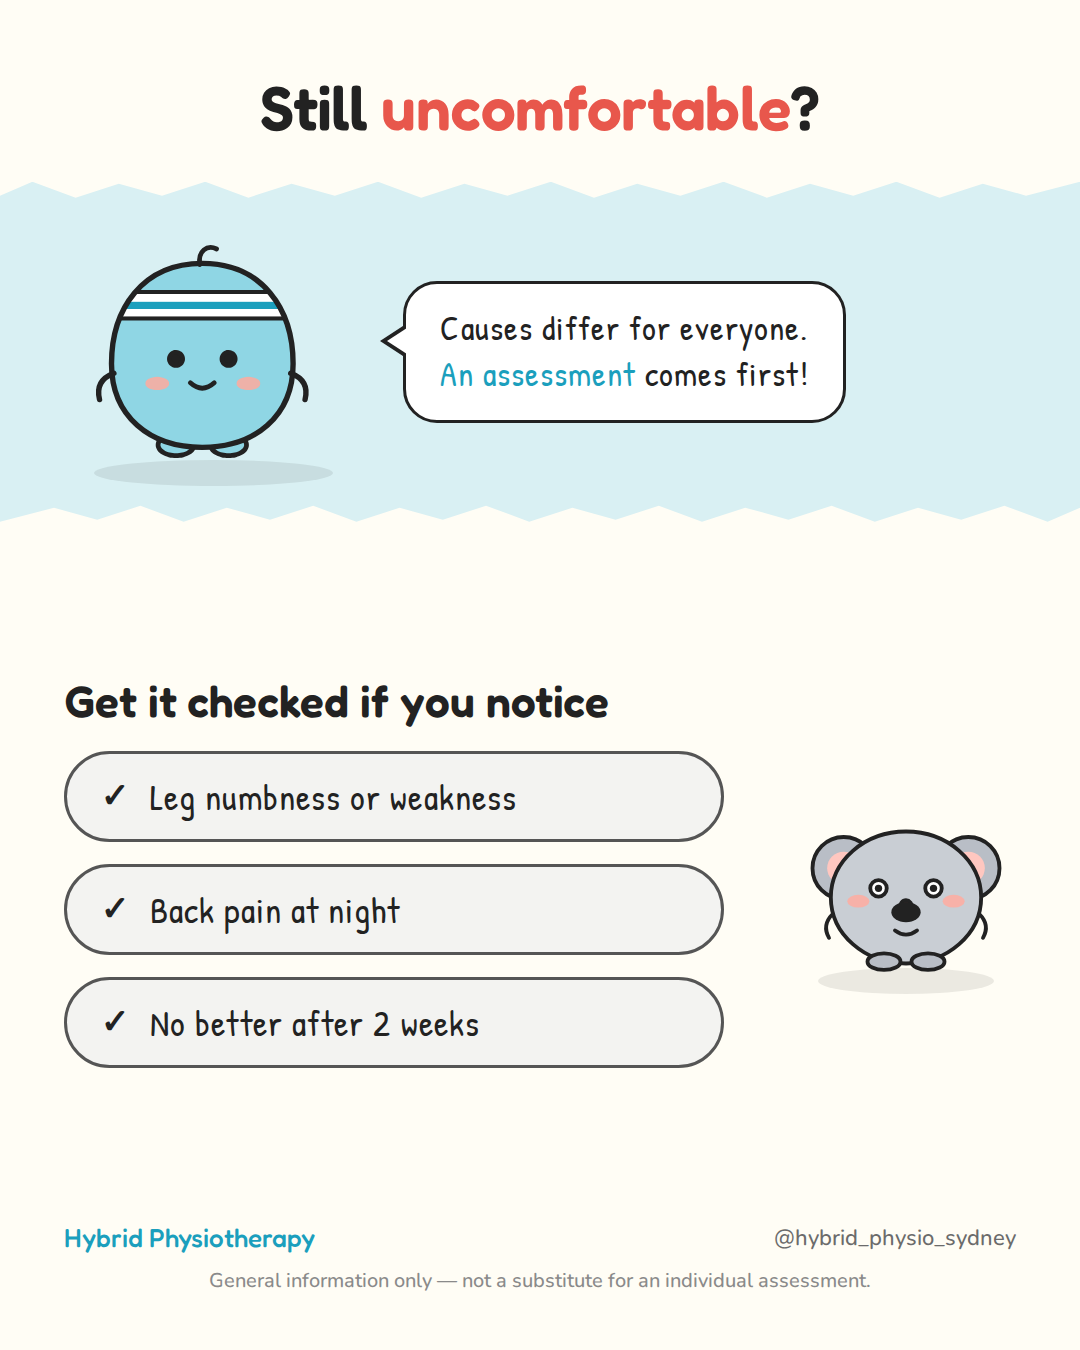 Still uncomfortable?
Causes differ for everyone.
An assessment comes first!
Get it checked if you notice
✓ Leg numbness or weakness
✓ Back pain at night
✓ No better after 2 weeks
Hybrid Physiotherapy
@hybrid_physio_sydney
General information only — not a substitute for an individual assessment.